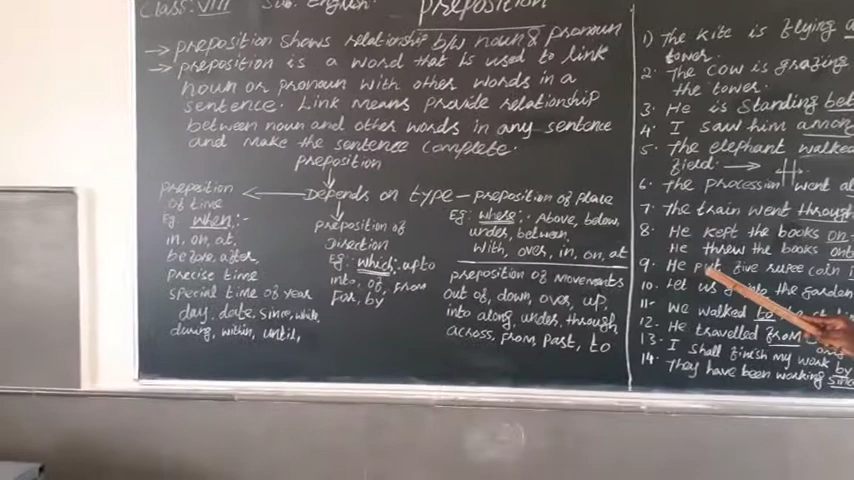 Class: VIII Sub: English.
preposition
→ preposition shows relationship b/w noun & pronoun
→ preposition is a word that is used to link
noun or pronoun with other words in a
sentence. Link means provide relationship
between noun and other words in any sentence
and make the sentence complete.
preposition
Depends on type
preposition
of time
Eg: when:-
in, on, at,
before, after,
precise time
special time of year
day, date, since, while,
during, within, until,
preposition of
Direction
Eg: which: upto
into, of, From
For, by
preposition of Place
Eg: where: Above, below,
under, between,
with, over, in, on, at
preposition of movements
out of, down, over, up,
into along, under, through
across, From, past, to
1) The kite is flying
tower.
2. The cow is grazing
the tower.
3. He is standing bet
4. I saw him among
5. The elephant walked
field.
6. The procession went al
7. The train went through
8. He kept the books on
He threw the books onto
9. He put five rupee coin
10. Let us the garden
11. We walked to
12. He travelled from
13. I shall finish my work by
14. They have been working since